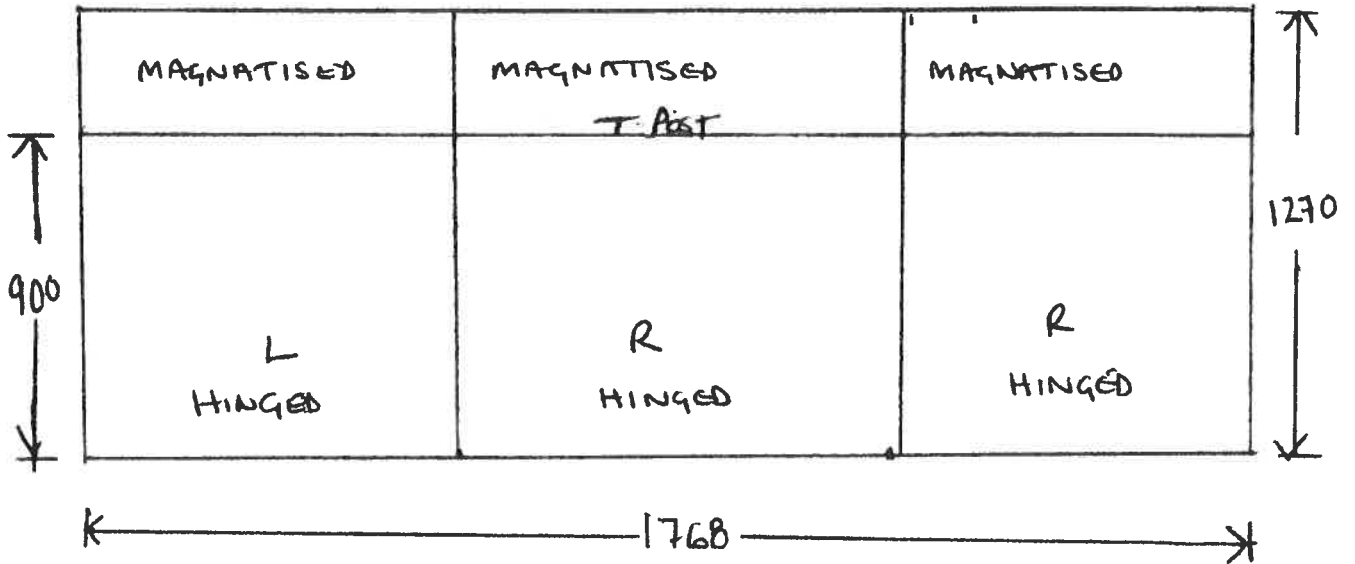 MAGNATISED
MAGNATISED
MAGNATISED
T. POST
900
1270
L
HINGED
R
HINGED
R
HINGED
1768